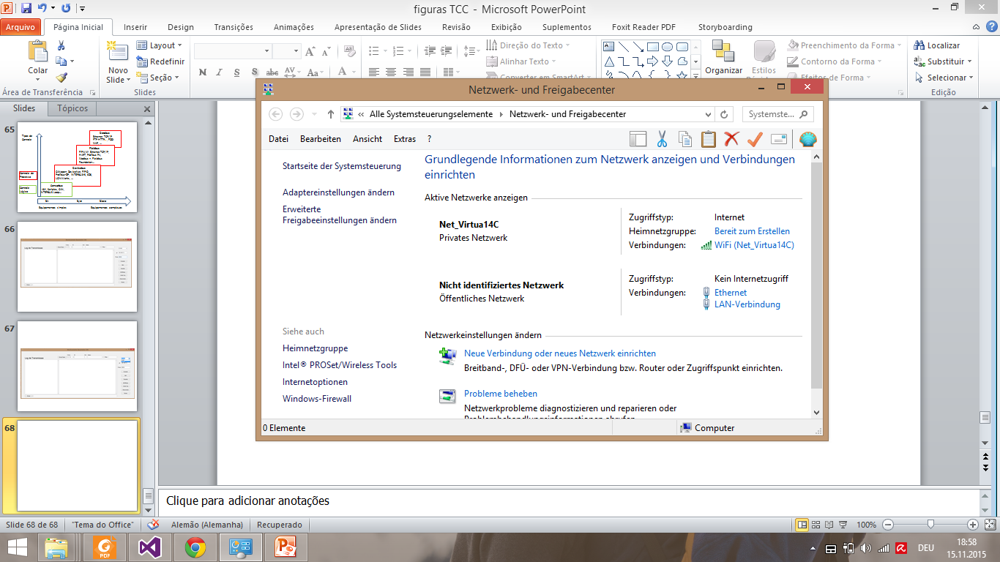 figuras TCC - Microsoft PowerPoint
Arquivo
Página Inicial
Inserir
Design
Transições
Animações
Apresentação de Slides
Revisão
Exibição
Suplementos
Foxit Reader PDF
Storyboarding
Colar
Área de Transferência
Novo
Slide
Layout
Redefinir
Seção
Slides
N I S S abc AV Aa A
Direção do Texto
Alinhar Texto
Converter em SmartArt
Organizar
Estilos
Rápidos
Preenchimento da Forma
Contorno da Forma
Efeitos de Forma
Localizar
Substituir
Selecionar
Edição
Slides
Tópicos
65
66
67
68
Netzwerk- und Freigabecenter
Alle Systemsteuerungselemente
Netzwerk- und Freigabecenter
Systemste...
Datei
Bearbeiten
Ansicht
Extras
?
Startseite der Systemsteuerung
Adaptereinstellungen ändern
Erweiterte
Freigabeeinstellungen ändern
Siehe auch
Heimnetzgruppe
Intel® PROSet/Wireless Tools
Internetoptionen
Windows-Firewall
Grundlegende Informationen zum Netzwerk anzeigen und Verbindungen
einrichten
Aktive Netzwerke anzeigen
Net_Virtua14C
Privates Netzwerk
Zugriffstyp: Internet
Heimnetzgruppe: Bereit zum Erstellen
Verbindungen: WiFi (Net_Virtua14C)
Nicht identifiziertes Netzwerk
Öffentliches Netzwerk
Zugriffstyp: Kein Internetzugriff
Verbindungen: Ethernet
LAN-Verbindung
Netzwerkeinstellungen ändern
Neue Verbindung oder neues Netzwerk einrichten
Breitband-, DFÜ- oder VPN-Verbindung bzw. Router oder Zugriffspunkt einrichten.
Probleme beheben
Netzwerkprobleme diagnostizieren und reparieren oder
Problembehandlungsinformationen abrufen.
0 Elemente
Computer
Clique para adicionar anotações
Slide 68 de 68
"Tema do Office"
Alemão (Alemanha)
Recuperado
100%
PDF
DEU
18:58
15.11.2015